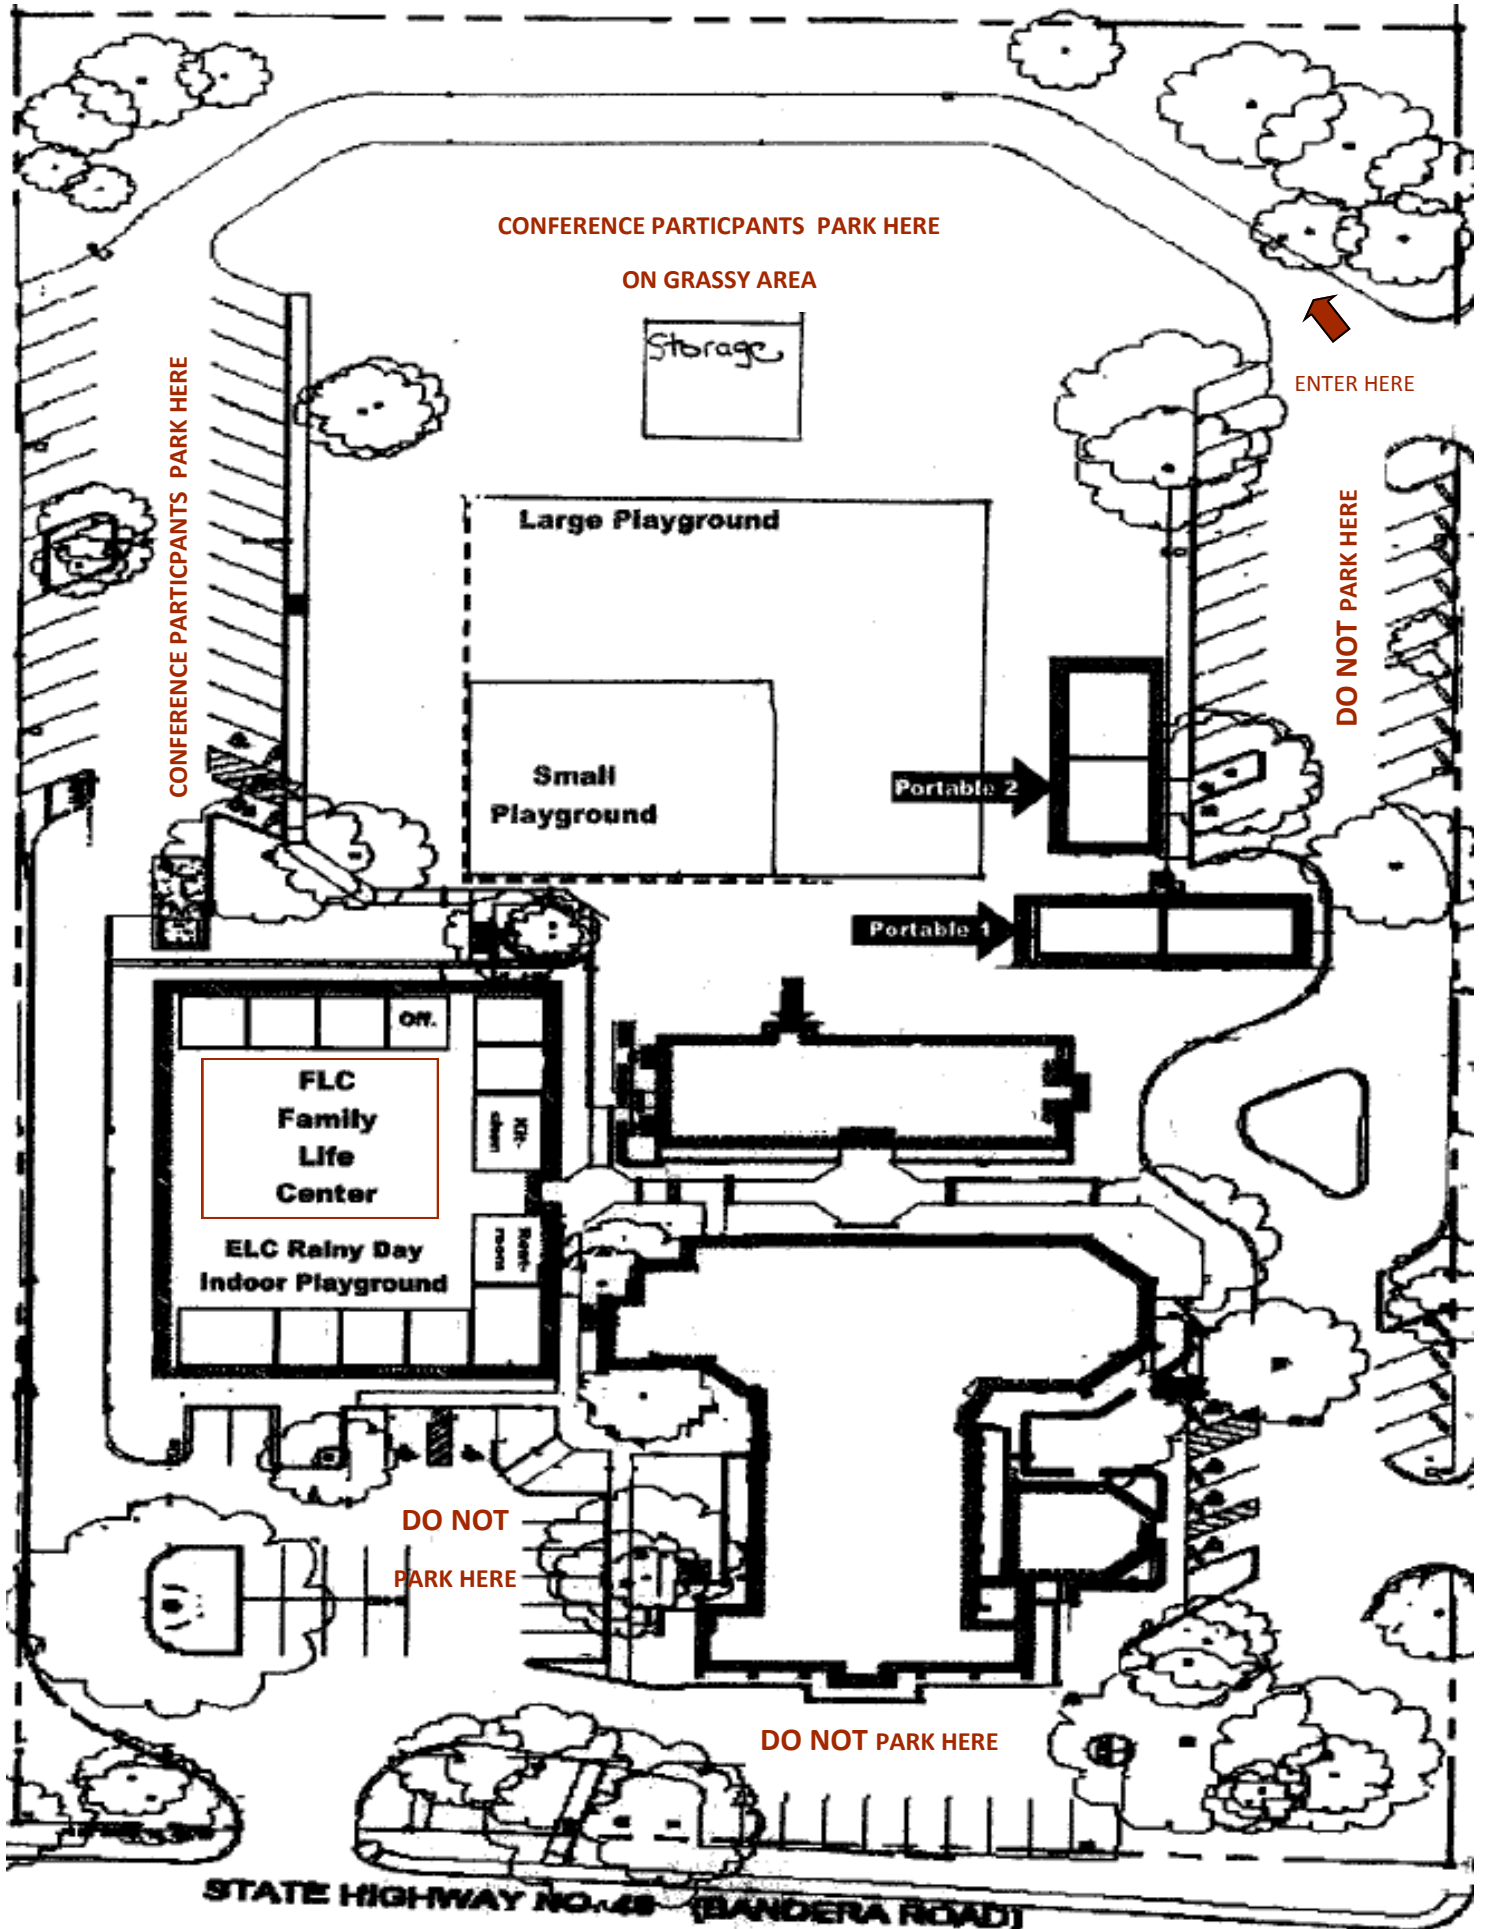 CONFERENCE PARTICPANTS PARK HERE
ON GRASSY AREA
Storage
ENTER HERE
CONFERENCE PARTICPANTS PARK HERE
DO NOT PARK HERE
Large Playground
Small
Playground
Portable 2
Portable 1
Off.
FLC
Family
Life
Center
Kit-
chen
Rest-
rooms
ELC Rainy Day
Indoor Playground
DO NOT
PARK HERE
DO NOT PARK HERE
STATE HIGHWAY NO. (BANDERA ROAD)